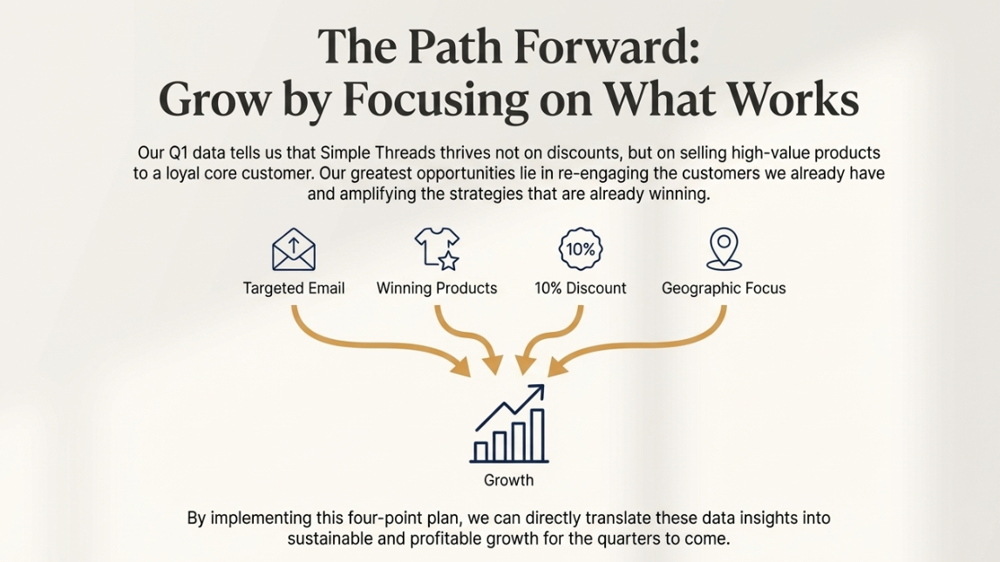 The Path Forward:
Grow by Focusing on What Works
Our Q1 data tells us that Simple Threads thrives not on discounts, but on selling high-value products
to a loyal core customer. Our greatest opportunities lie in re-engaging the customers we already have
and amplifying the strategies that are already winning.
10%
Targeted Email
Winning Products
10% Discount
Geographic Focus
Growth
By implementing this four-point plan, we can directly translate these data insights into
sustainable and profitable growth for the quarters to come.